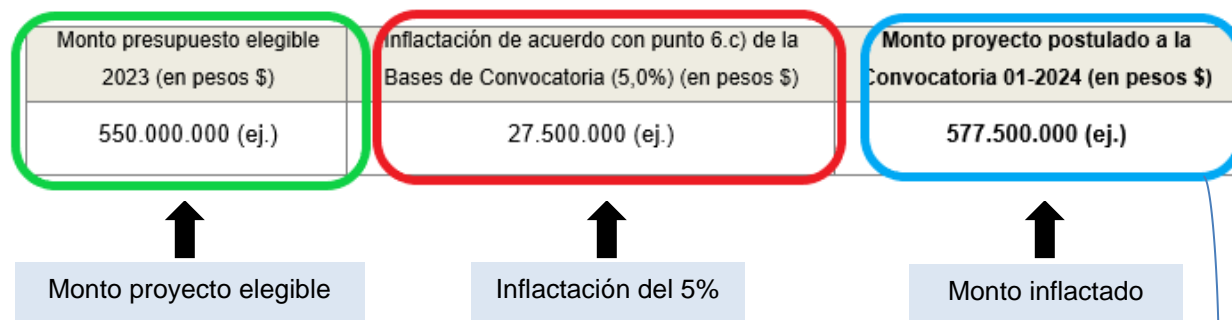 Monto presupuesto elegible
2023 (en pesos $)
Inflactación de acuerdo con punto 6.c) de la
Bases de Convocatoria (5,0%) (en pesos $)
Monto proyecto postulado a la
Convocatoria 01-2024 (en pesos $)
550.000.000 (ej.)
27.500.000 (ej.)
577.500.000 (ej.)
Monto proyecto elegible
Inflactación del 5%
Monto inflactado